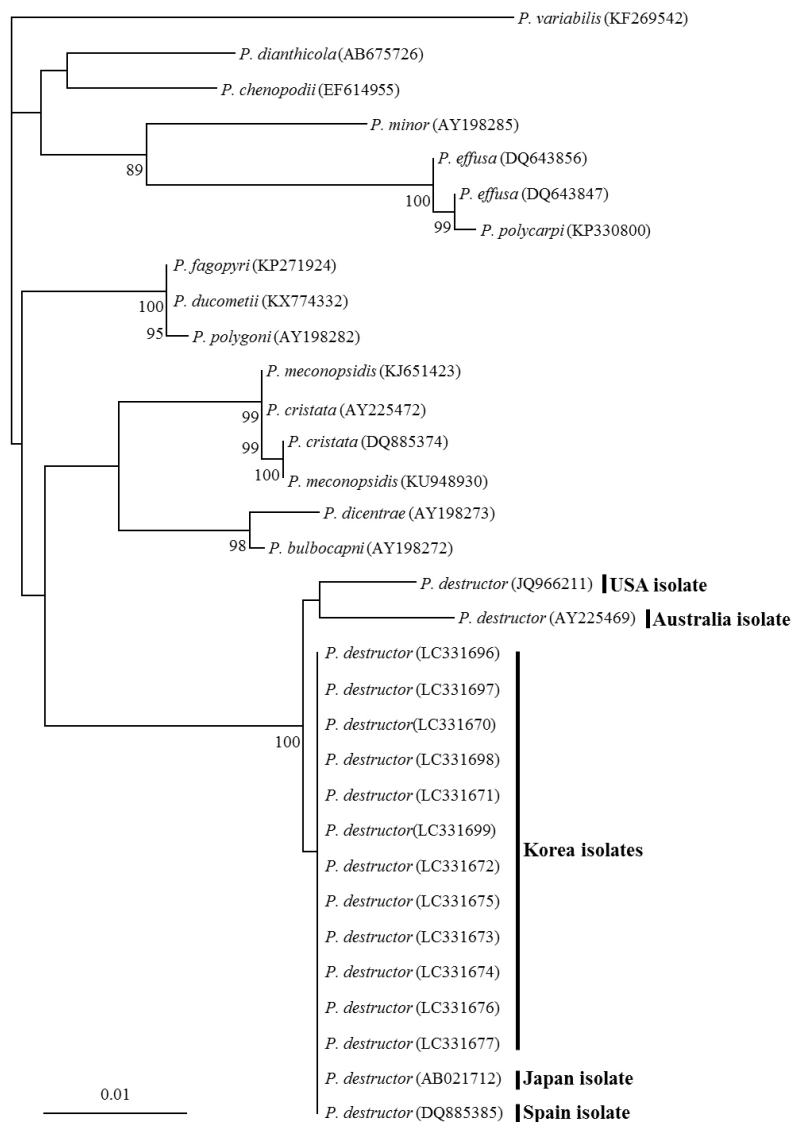 P. variabilis (KF269542)
P. dianthicola (AB675726)
P. chenopodii (EF614955)
P. minor (AY198285)
89
P. effusa (DQ643856)
100
P. effusa (DQ643847)
99
P. polycarpi (KP330800)
P. fagopyri (KP271924)
100
P. ducometii (KX774332)
95
P. polygoni (AY198282)
P. meconopsidis (KJ651423)
99
P. cristata (AY225472)
99
P. cristata (DQ885374)
100
P. meconopsidis (KU948930)
P. dicentrae (AY198273)
98
P. bulbocapni (AY198272)
P. destructor (JQ966211) USA isolate
P. destructor (AY225469) Australia isolate
P. destructor (LC331696)
P. destructor (LC331697)
P. destructor(LC331670)
100
P. destructor (LC331698)
P. destructor (LC331671)
P. destructor(LC331699)
Korea isolates
P. destructor (LC331672)
P. destructor (LC331675)
P. destructor (LC331673)
P. destructor (LC331674)
P. destructor (LC331676)
P. destructor (LC331677)
P. destructor (AB021712) Japan isolate
0.01
P. destructor (DQ885385) Spain isolate